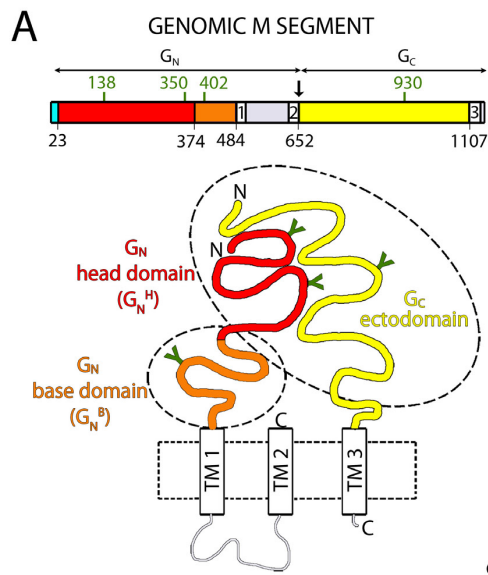 A
GENOMIC M SEGMENT
GN GC
138 350 402 930
1 2 3
23 374 484 652 1107
N
N
GN
head domain
(GNH)
GC
ectodomain
GN
base domain
(GNB)
C
TM 1
TM 2
TM 3
C